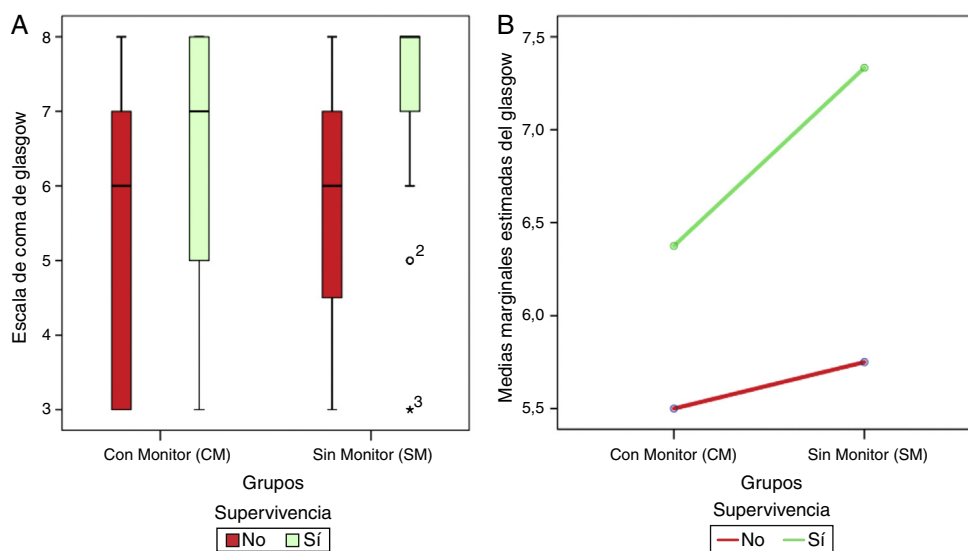 A
Escala de coma de glasgow
8
7
6
5
4
3
2
3
Con Monitor (CM)
Sin Monitor (SM)
Grupos
Supervivencia
No
Sí
B
Medias marginales estimadas del glasgow
7,5
7,0
6,5
6,0
5,5
Con Monitor (CM)
Sin Monitor (SM)
Grupos
Supervivencia
No
Sí